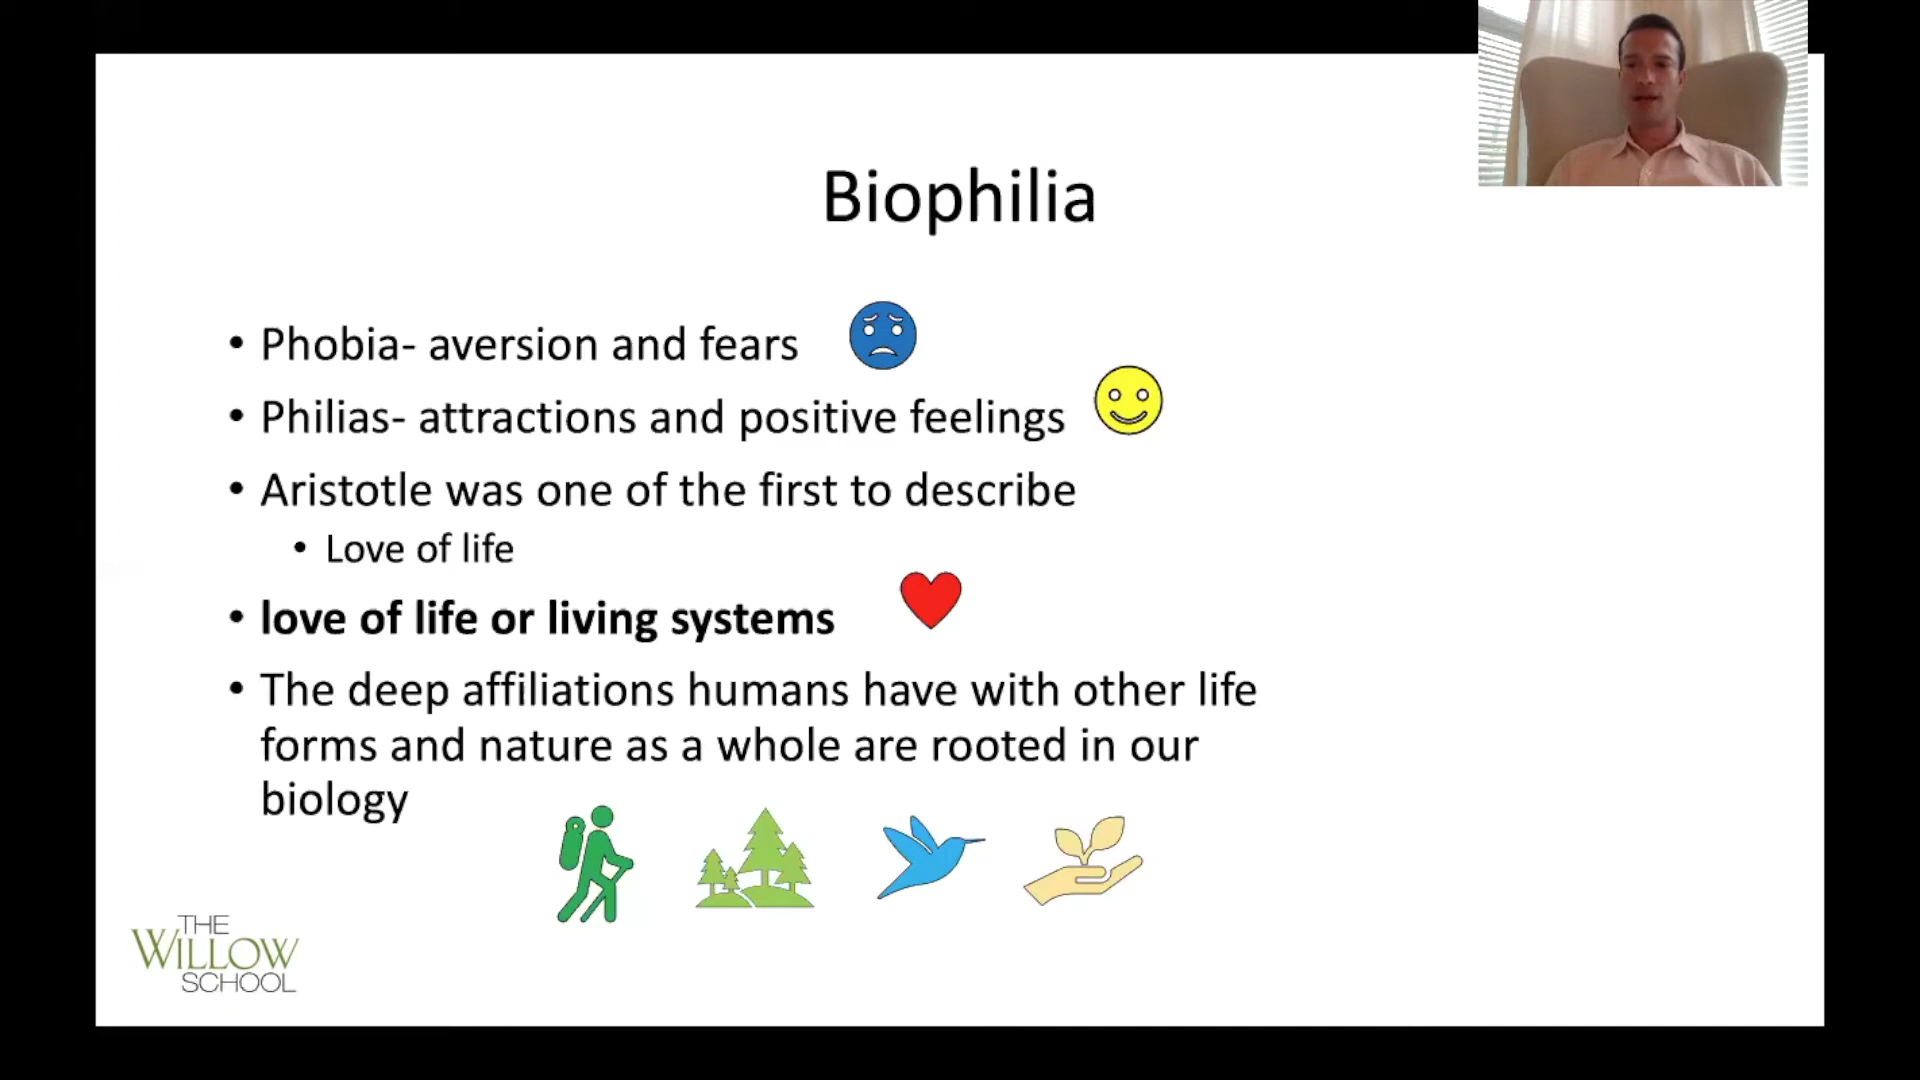 Biophilia
• Phobia- aversion and fears
• Philias- attractions and positive feelings
• Aristotle was one of the first to describe
• Love of life
• love of life or living systems
• The deep affiliations humans have with other life
forms and nature as a whole are rooted in our
biology
THE
WILLOW
SCHOOL